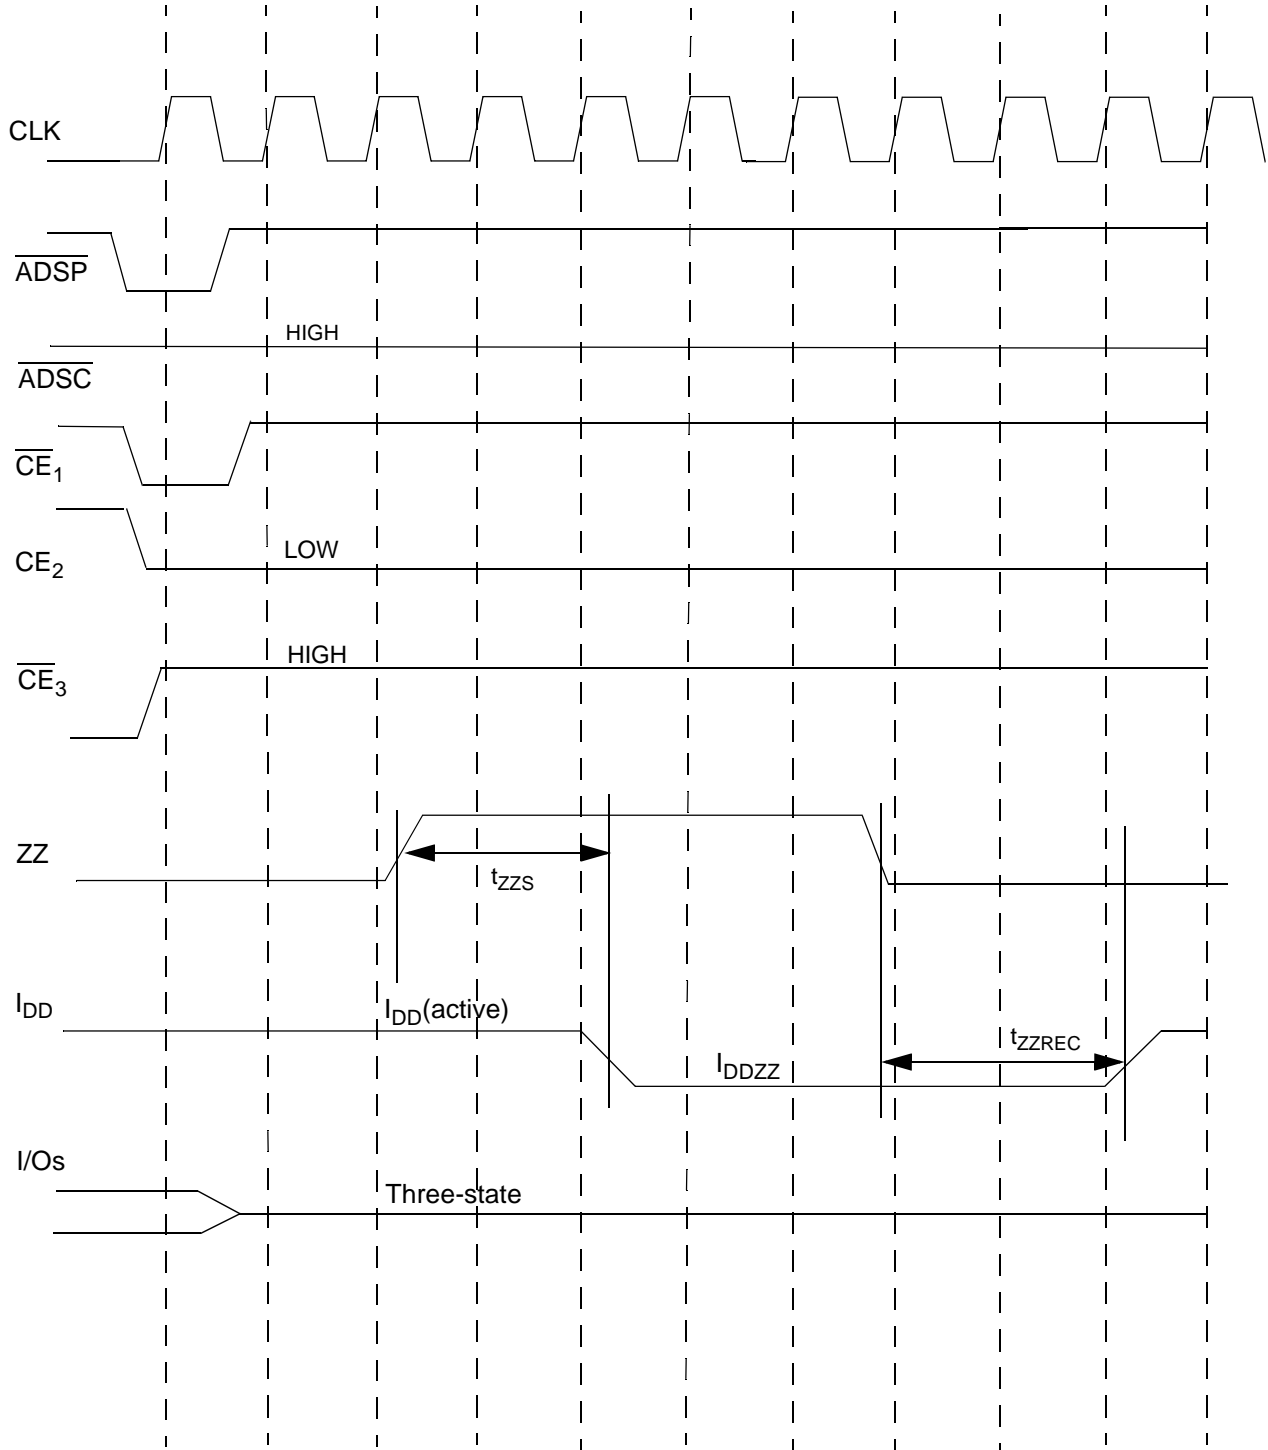 CLK
ADSP
HIGH
ADSC
CE1
LOW
CE2
HIGH
CE3
ZZ
tZZS
IDD
IDD(active)
tZZREC
IDDZZ
I/Os
Three-state